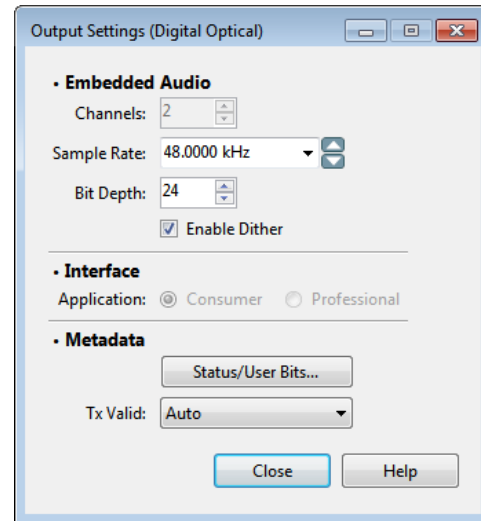 Output Settings (Digital Optical)
• Embedded Audio
Channels: 2
Sample Rate: 48.0000 kHz
Bit Depth: 24
Enable Dither
• Interface
Application: Consumer Professional
• Metadata
Status/User Bits...
Tx Valid: Auto
Close Help